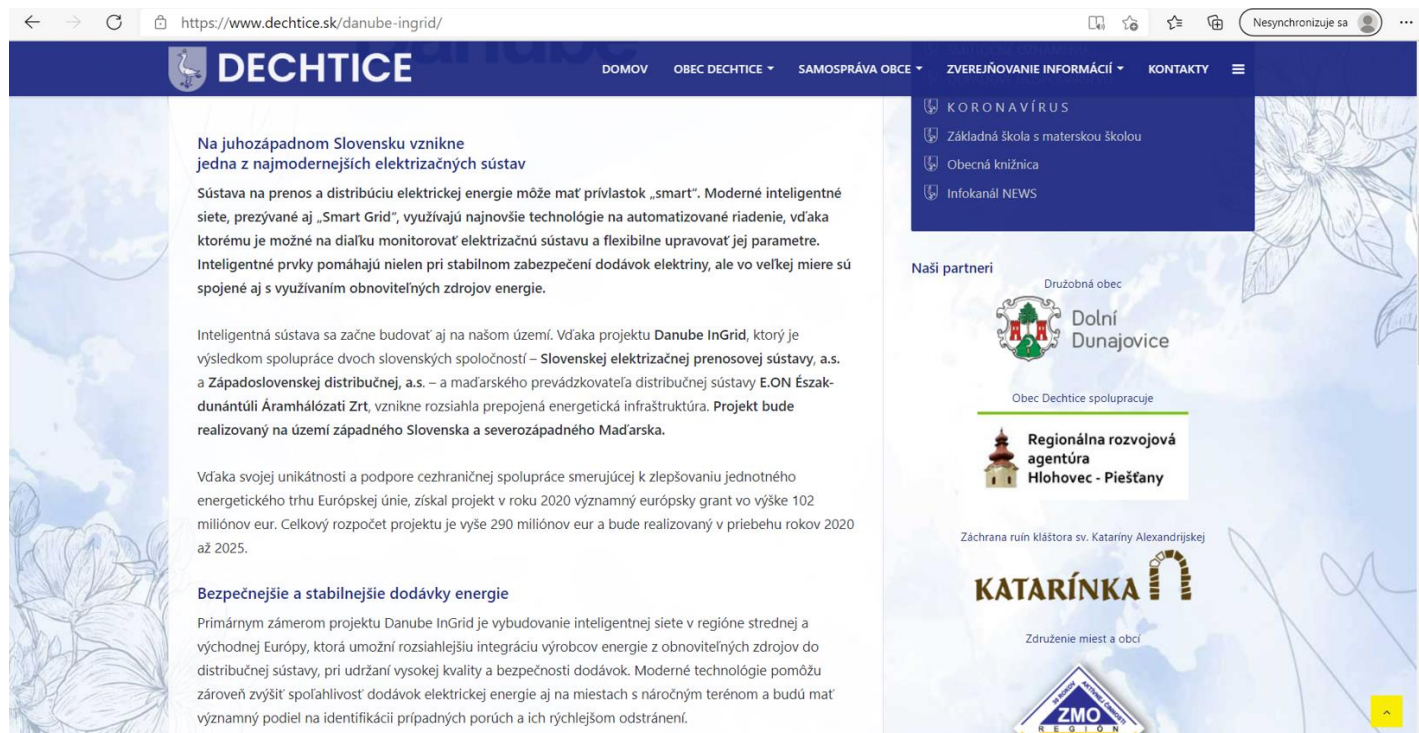 https://www.dechtice.sk/danube-ingrid/
Nesynchronizuje sa
Danube
DECHTICE
DOMOV
OBEC DECHTICE
SAMOSPRÁVA OBCE
ZVEREJŇOVANIE INFORMÁCIÍ
KONTAKTY
Na juhozápadnom Slovensku vznikne
jedna z najmodernejších elektrizačných sústav
Sústava na prenos a distribúciu elektrickej energie môže mať prívlastok „smart“. Moderné inteligentné
siete, prezývané aj „Smart Grid“, využívajú najnovšie technológie na automatizované riadenie, vďaka
ktorému je možné na diaľku monitorovať elektrizačnú sústavu a flexibilne upravovať jej parametre.
Inteligentné prvky pomáhajú nielen pri stabilnom zabezpečení dodávok elektriny, ale vo veľkej miere sú
spojené aj s využívaním obnoviteľných zdrojov energie.
Inteligentná sústava sa začne budovať aj na našom území. Vďaka projektu Danube InGrid, ktorý je
výsledkom spolupráce dvoch slovenských spoločností – Slovenskej elektrizačnej prenosovej sústavy, a.s.
a Západoslovenskej distribučnej, a.s. – a maďarského prevádzkovateľa distribučnej sústavy E.ON Észak-
dunántúli Áramhálózati Zrt, vznikne rozsiahla prepojená energetická infraštruktúra. Projekt bude
realizovaný na území západného Slovenska a severozápadného Maďarska.
Vďaka svojej unikátnosti a podpore cezhraničnej spolupráce smerujúcej k zlepšovaniu jednotného
energetického trhu Európskej únie, získal projekt v roku 2020 významný európsky grant vo výške 102
miliónov eur. Celkový rozpočet projektu je vyše 290 miliónov eur a bude realizovaný v priebehu rokov 2020
až 2025.
Bezpečnejšie a stabilnejšie dodávky energie
Primárnym zámerom projektu Danube InGrid je vybudovanie inteligentnej siete v regióne strednej a
východnej Európy, ktorá umožní rozsiahlejšiu integráciu výrobcov energie z obnoviteľných zdrojov do
distribučnej sústavy, pri udržaní vysokej kvality a bezpečnosti dodávok. Moderné technológie pomôžu
zároveň zvýšiť spoľahlivosť dodávok elektrickej energie aj na miestach s náročným terénom a budú mať
významný podiel na identifikácii prípadných porúch a ich rýchlejšom odstránení.
K O R O N A V Í R U S
Základná škola s materskou školou
Obecná knižnica
Infokanál NEWS
Naši partneri
Družobná obec
Dolní
Dunajovice
Obec Dechtice spolupracuje
Regionálna rozvojová
agentúra
Hlohovec - Piešťany
Záchrana ruín kláštora sv. Kataríny Alexandrijskej
KATARÍNKA
Združenie miest a obcí
30 ROKOV AKTÍVNEJ ČINNOSTI
ZMO
REGIÓN